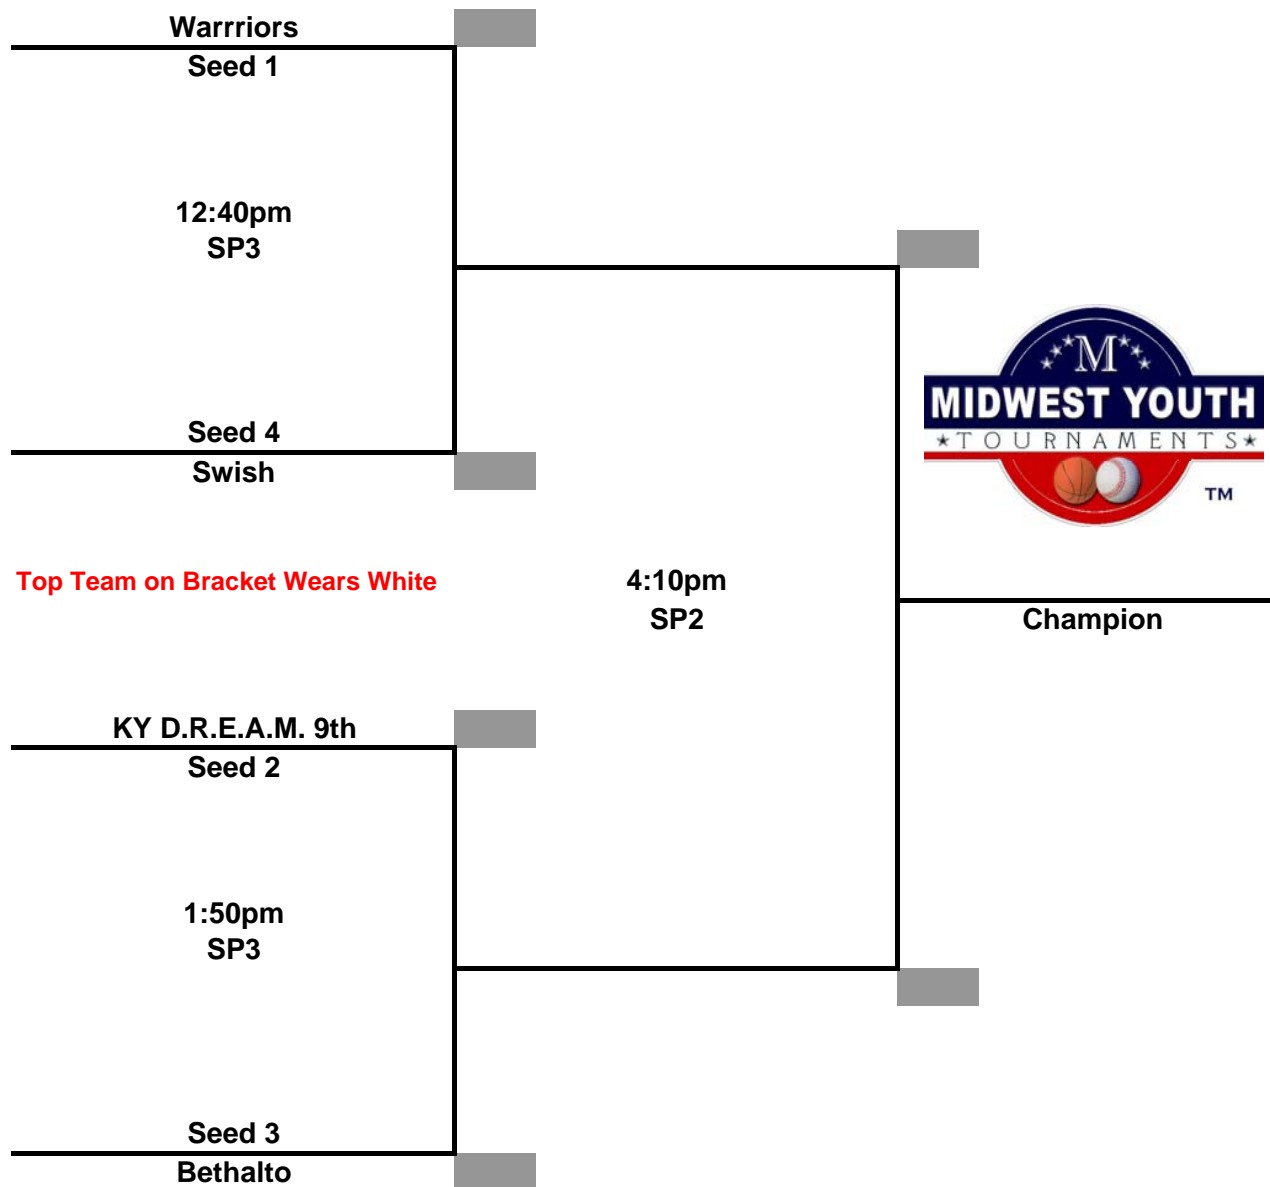 Warrriors
Seed 1
12:40pm
SP3
Seed 4
Swish
M
MIDWEST YOUTH
TOURNAMENTS
TM
Top Team on Bracket Wears White
4:10pm
SP2
Champion
KY D.R.E.A.M. 9th
Seed 2
1:50pm
SP3
Seed 3
Bethalto